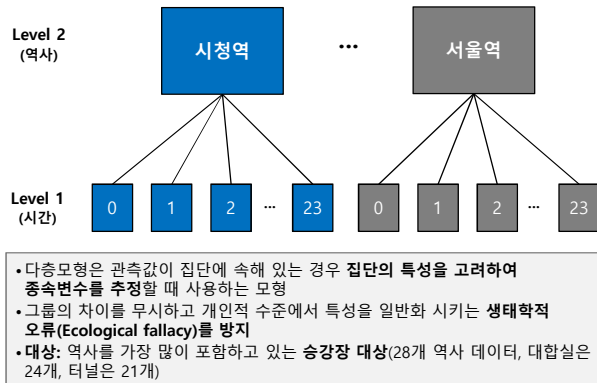 Level 2
(역사)
시청역
...
서울역
Level 1
(시간)
0 1 2 ... 23 0 1 2 ... 23
•다층모형은 관측값이 집단에 속해 있는 경우 집단의 특성을 고려하여
종속변수를 추정할 때 사용하는 모형
•그룹의 차이를 무시하고 개인적 수준에서 특성을 일반화 시키는 생태학적
오류(Ecological fallacy)를 방지
•대상: 역사를 가장 많이 포함하고 있는 승강장 대상(28개 역사 데이터, 대합실은
24개, 터널은 21개)